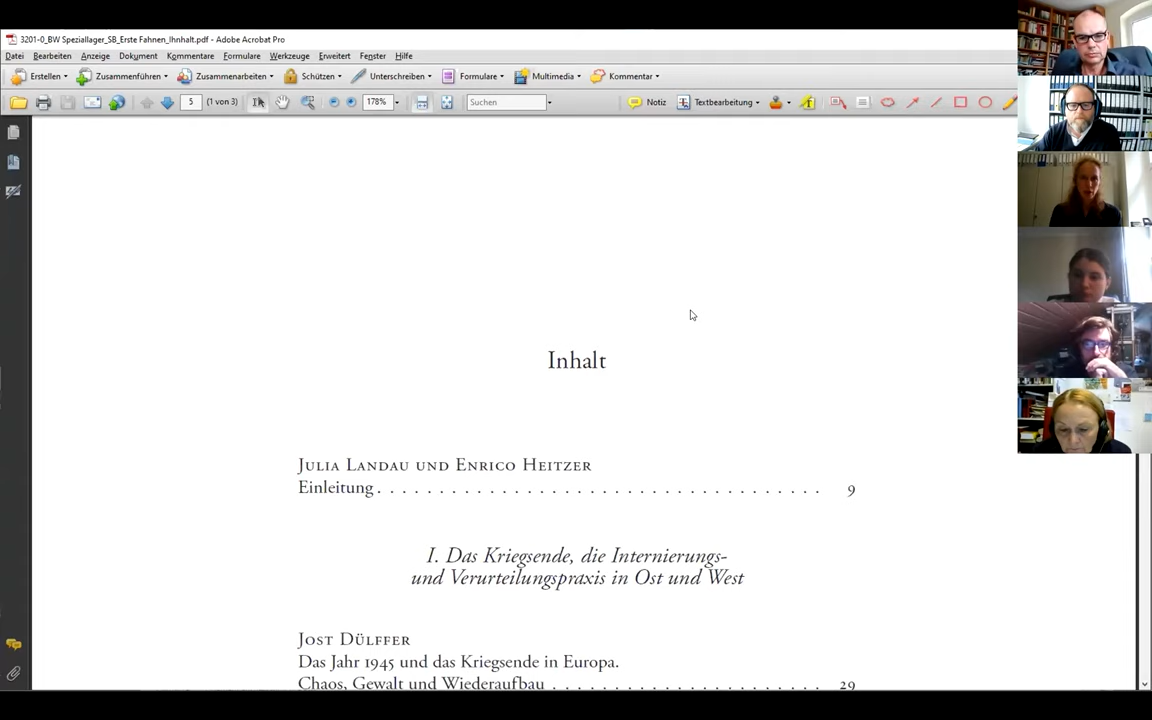 3201-0_BW Speziallager_SB_Erste Fahnen_Ihnhalt.pdf - Adobe Acrobat Pro
Datei Bearbeiten Anzeige Dokument Kommentare Formulare Werkzeuge Erweitert Fenster Hilfe
Erstellen Zusammenführen Zusammenarbeiten Schützen Unterschreiben Formulare Multimedia Kommentar
5 (1 von 3) 178% Suchen Notiz Textbearbeitung
Inhalt
Julia Landau und Enrico Heitzer
Einleitung . . . . . . . . . . . . . . . . . . . . . . . . . . . . . . . . . . . 9
I. Das Kriegsende, die Internierungs-
und Verurteilungspraxis in Ost und West
Jost Dülffer
Das Jahr 1945 und das Kriegsende in Europa.
Chaos, Gewalt und Wiederaufbau . . . . . . . . . . . . . . . . . . . . . 29